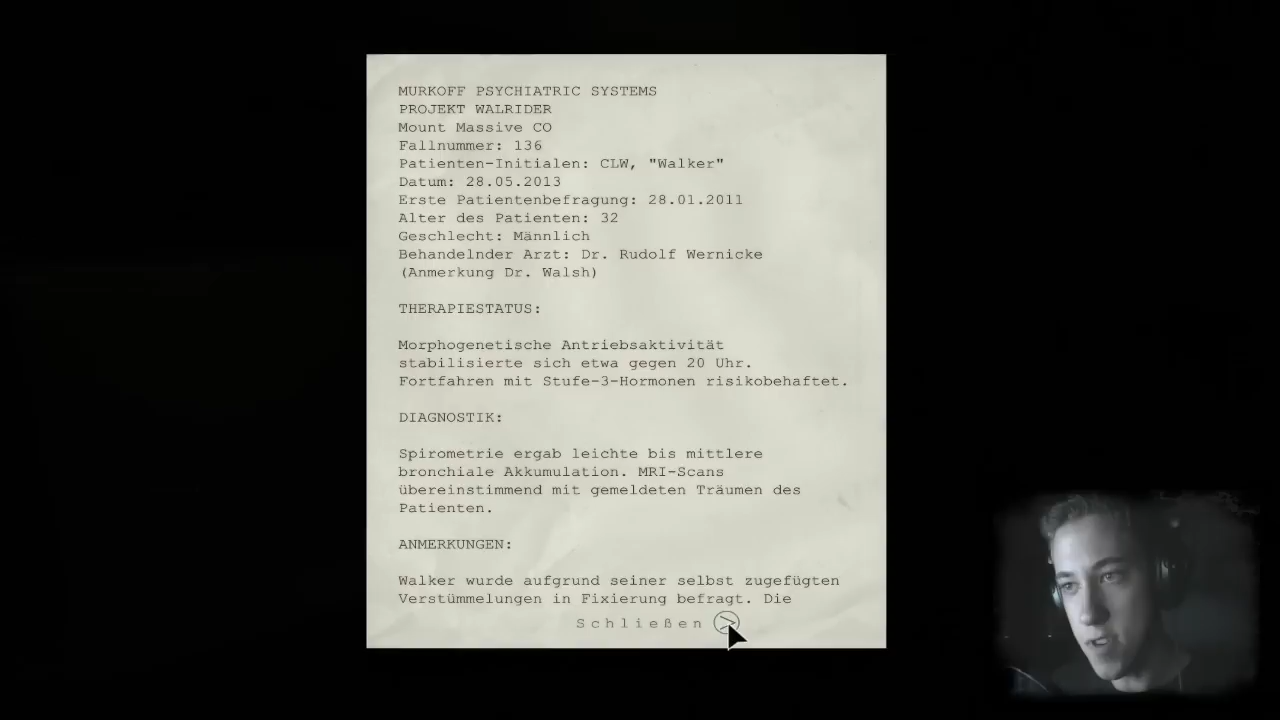 MURKOFF PSYCHIATRIC SYSTEMS
PROJEKT WALRIDER
Mount Massive CO
Fallnummer: 136
Patienten-Initialen: CLW, "Walker"
Datum: 28.05.2013
Erste Patientenbefragung: 28.01.2011
Alter des Patienten: 32
Geschlecht: Männlich
Behandelnder Arzt: Dr. Rudolf Wernicke
(Anmerkung Dr. Walsh)
THERAPIESTATUS:
Morphogenetische Antriebsaktivität
stabilisierte sich etwa gegen 20 Uhr.
Fortfahren mit Stufe-3-Hormonen risikobehaftet.
DIAGNOSTIK:
Spirometrie ergab leichte bis mittlere
bronchiale Akkumulation. MRI-Scans
übereinstimmend mit gemeldeten Träumen des
Patienten.
ANMERKUNGEN:
Walker wurde aufgrund seiner selbst zugefügten
Verstümmelungen in Fixierung befragt. Die
Schließen